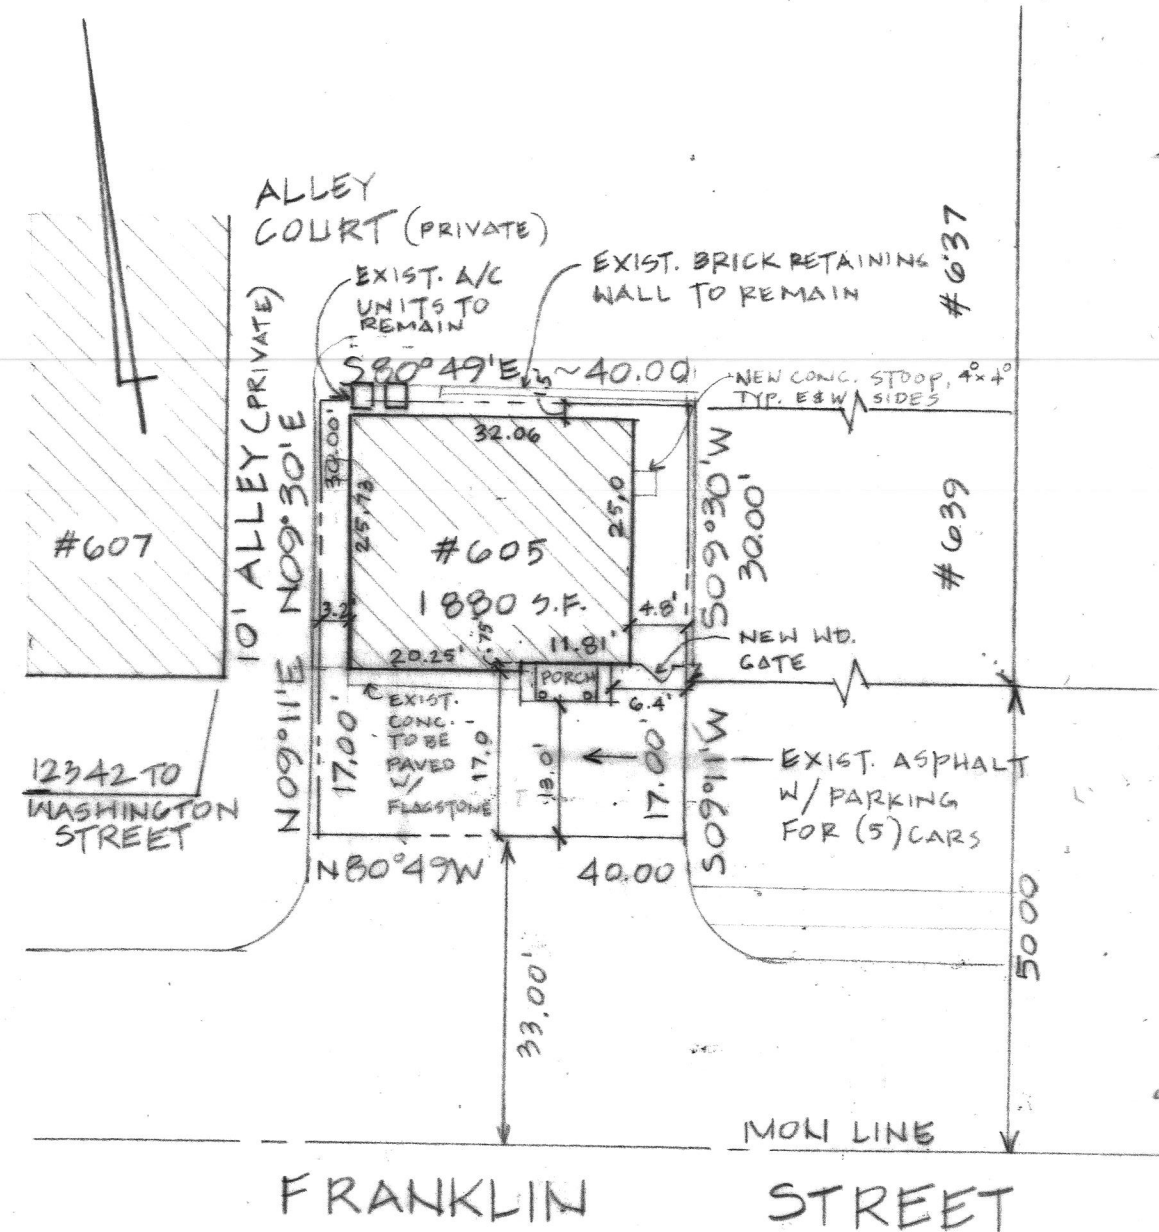 ALLEY
COURT (PRIVATE)
EXIST. A/C
UNITS TO
REMAIN
EXIST. BRICK RETAINING
WALL TO REMAIN
#637
S80°49'E ~40.00
NEW CONC. STOOP, 4°x4°
TYP. E&W SIDES
10' ALLEY (PRIVATE)
N09°30'E
30.00'
32.06
25.73
25.0
S09°30'W
30.00'
#607
#605
1880 S.F.
#639
3.2'
4.8'
.75'
11.81'
20.25'
NEW WD.
GATE
PORCH
6.4'
EXIST.
CONC.
TO BE
PAVED
W/
FLAGSTONE
N09°11'E
17.00'
17.0'
13.0'
17.00'
S09°11'W
EXIST. ASPHALT
W/ PARKING
FOR (5) CARS
123.42 TO
WASHINGTON
STREET
N80°49W
40.00
33.00'
50.00
MON LINE
FRANKLIN STREET